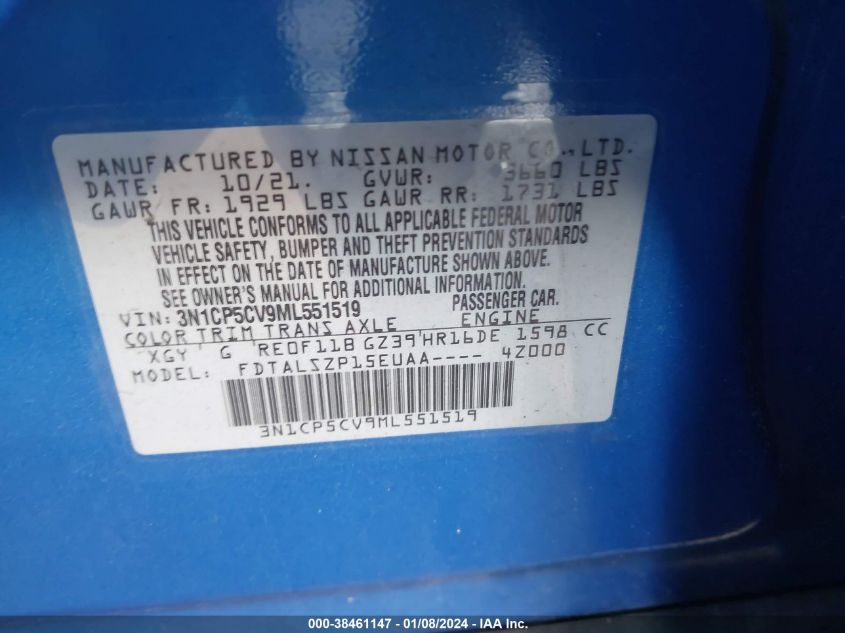 MANUFACTURED BY NISSAN MOTOR CO., LTD.
DATE: 10/21. GVWR: 3660 LBS
GAWR FR: 1929 LBS GAWR RR: 1731 LBS
THIS VEHICLE CONFORMS TO ALL APPLICABLE FEDERAL MOTOR
VEHICLE SAFETY, BUMPER AND THEFT PREVENTION STANDARDS
IN EFFECT ON THE DATE OF MANUFACTURE SHOWN ABOVE.
SEE OWNER'S MANUAL FOR ADDITIONAL INFORMATION.
VIN: 3N1CP5CV9ML551519 PASSENGER CAR.
COLOR TRIM TRANS AXLE ENGINE
XGY G RE0F11B GZ39 HR16DE 1598 CC
MODEL: FDTALSZP15EUAA---- 4Z000
3N1CP5CV9ML551519
000-38461147 - 01/08/2024 - IAA Inc.